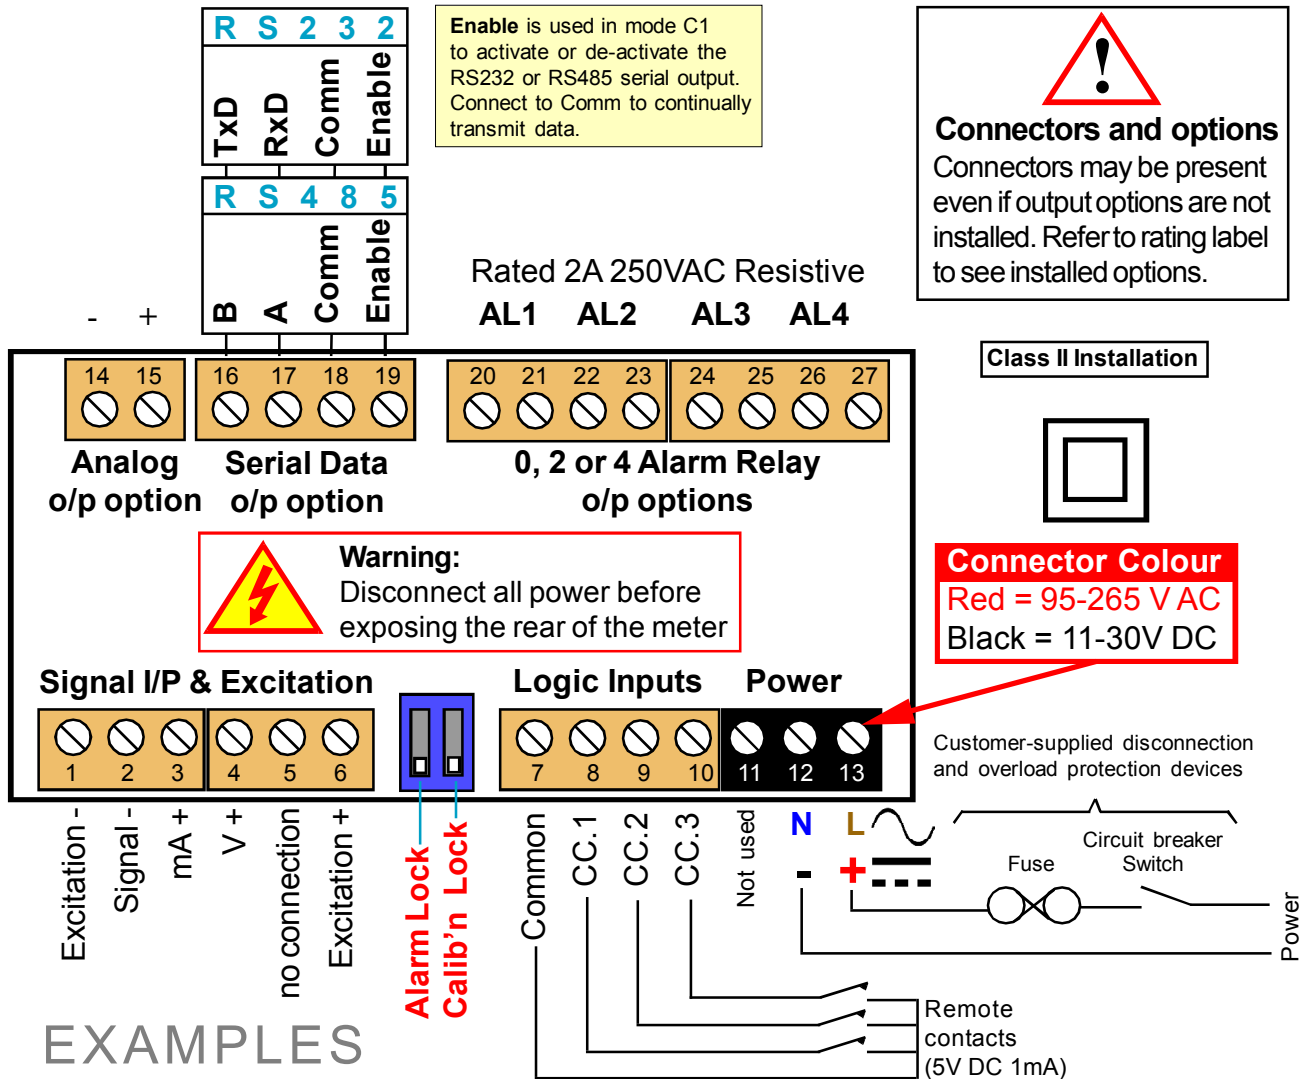 R S 2 3 2
TxD
RxD
Comm
Enable
R S 4 8 5
B
A
Comm
Enable
Enable is used in mode C1
to activate or de-activate the
RS232 or RS485 serial output.
Connect to Comm to continually
transmit data.
!
Connectors and options
Connectors may be present
even if output options are not
installed. Refer to rating label
to see installed options.
Rated 2A 250VAC Resistive
- +
AL1 AL2 AL3 AL4
Class II Installation
14 15 16 17 18 19 20 21 22 23 24 25 26 27
Analog
o/p option
Serial Data
o/p option
0, 2 or 4 Alarm Relay
o/p options
Warning:
Disconnect all power before
exposing the rear of the meter
Connector Colour
Red = 95-265 V AC
Black = 11-30V DC
Signal I/P & Excitation
Logic Inputs
Power
1 2 3 4 5 6 7 8 9 10 11 12 13
Customer-supplied disconnection
and overload protection devices
Excitation -
Signal -
mA +
V +
no connection
Excitation +
Alarm Lock
Calib'n Lock
Common
CC.1
CC.2
CC.3
Not used
N L
- +
Fuse
Circuit breaker
Switch
Power
Remote
contacts
(5V DC 1mA)
EXAMPLES